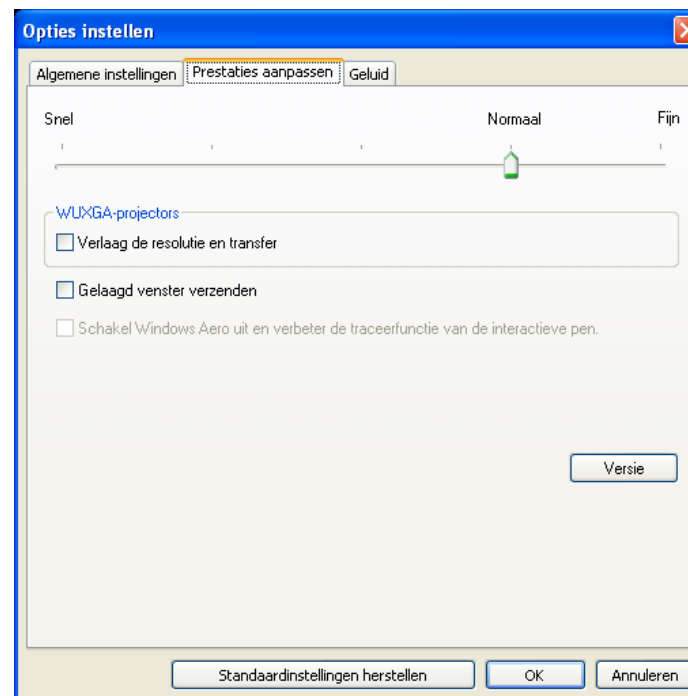 Opties instellen
Algemene instellingen Prestaties aanpassen Geluid
Snel Normaal Fijn
WUXGA-projectors
Verlaag de resolutie en transfer
Gelaagd venster verzenden
Schakel Windows Aero uit en verbeter de traceerfunctie van de interactieve pen.
Versie
Standaardinstellingen herstellen OK Annuleren